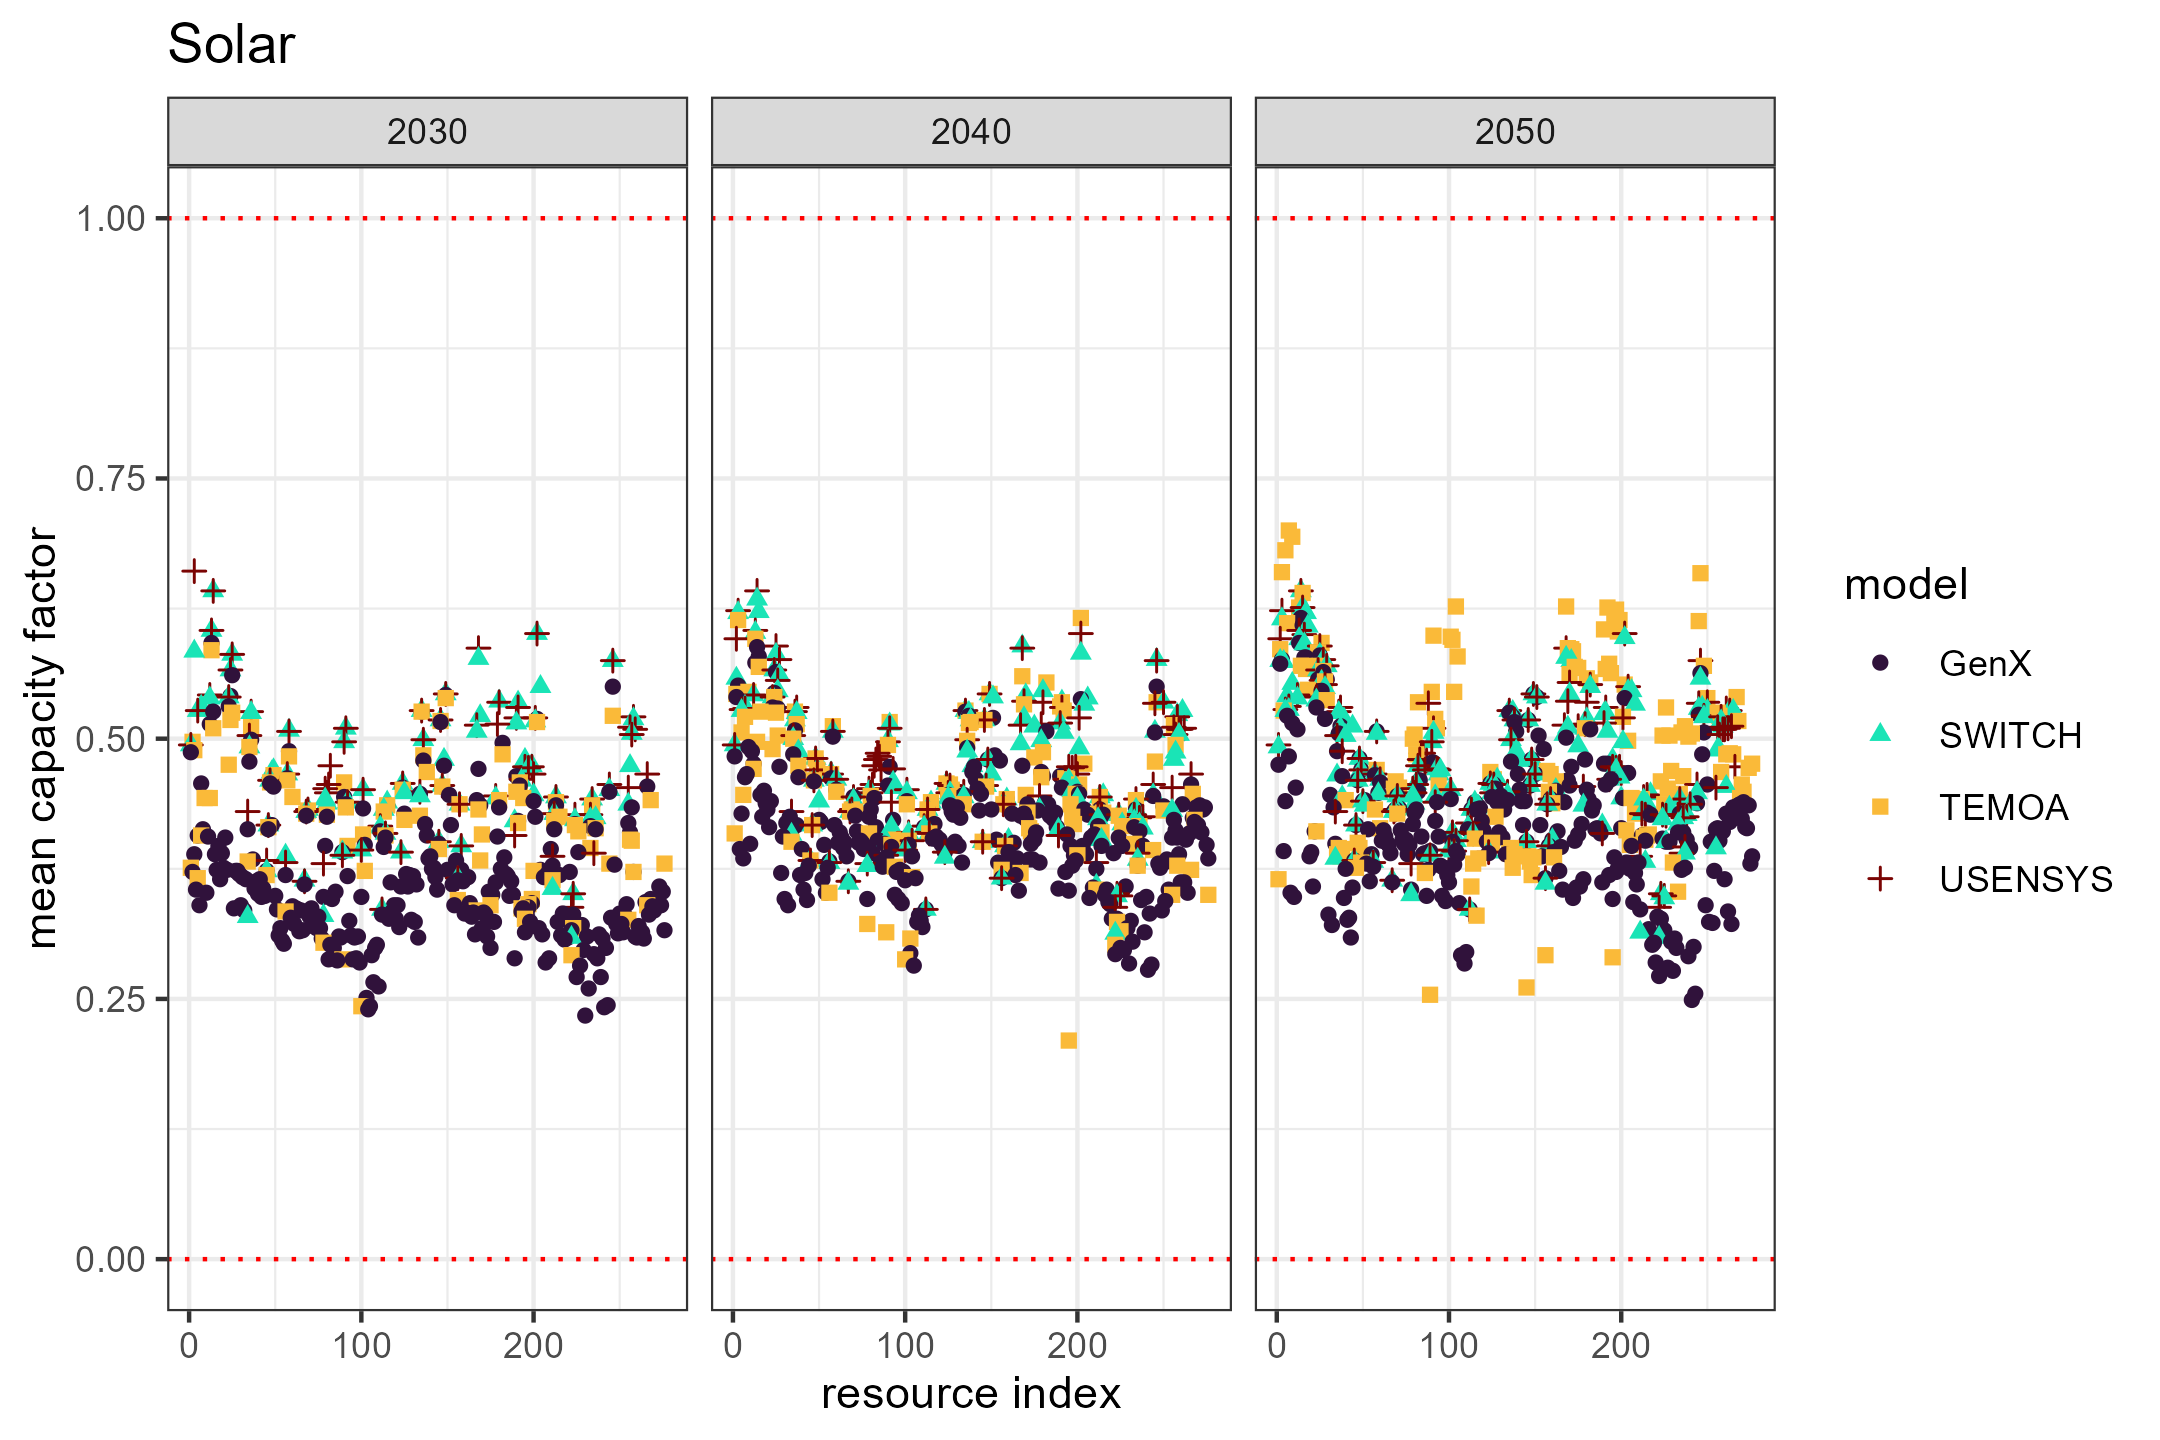 Solar
2030 2040 2050
mean capacity factor
1.00
0.75
0.50
0.25
0.00
0 100 200 0 100 200 0 100 200
resource index
model
GenX
SWITCH
TEMOA
USENSYS